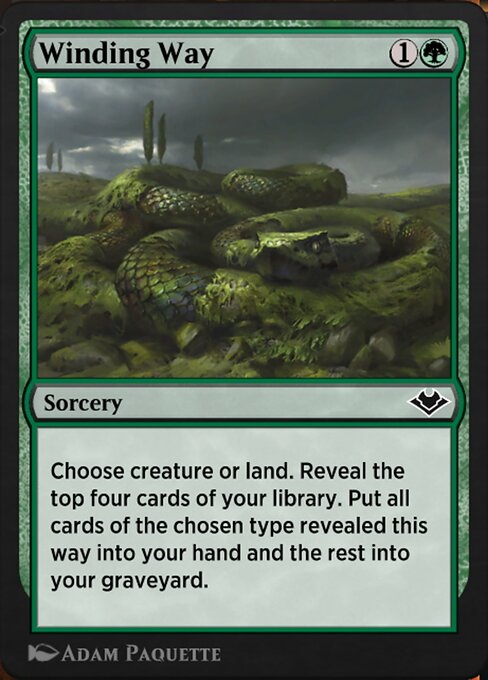 Winding Way 1
Sorcery
Choose creature or land. Reveal the
top four cards of your library. Put all
cards of the chosen type revealed this
way into your hand and the rest into
your graveyard.
Adam Paquette